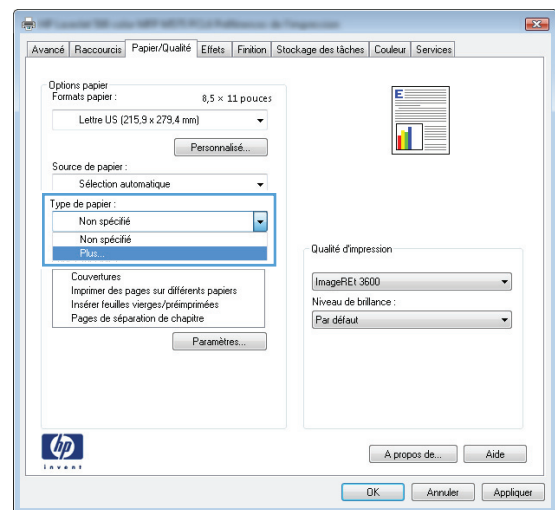 Avancé Raccourcis Papier/Qualité Effets Finition Stockage des tâches Couleur Services
Options papier
Formats papier : 8,5 × 11 pouces
Lettre US (215,9 x 279,4 mm)
Personnalisé...
Source de papier :
Sélection automatique
Type de papier :
Non spécifié
Non spécifié
Plus...
Couvertures
Imprimer des pages sur différents papiers
Insérer feuilles vierges/préimprimées
Pages de séparation de chapitre
Paramètres...
E
Qualité d'impression
ImageREt 3600
Niveau de brillance :
Par défaut
hp
invent
A propos de... Aide
OK Annuler Appliquer